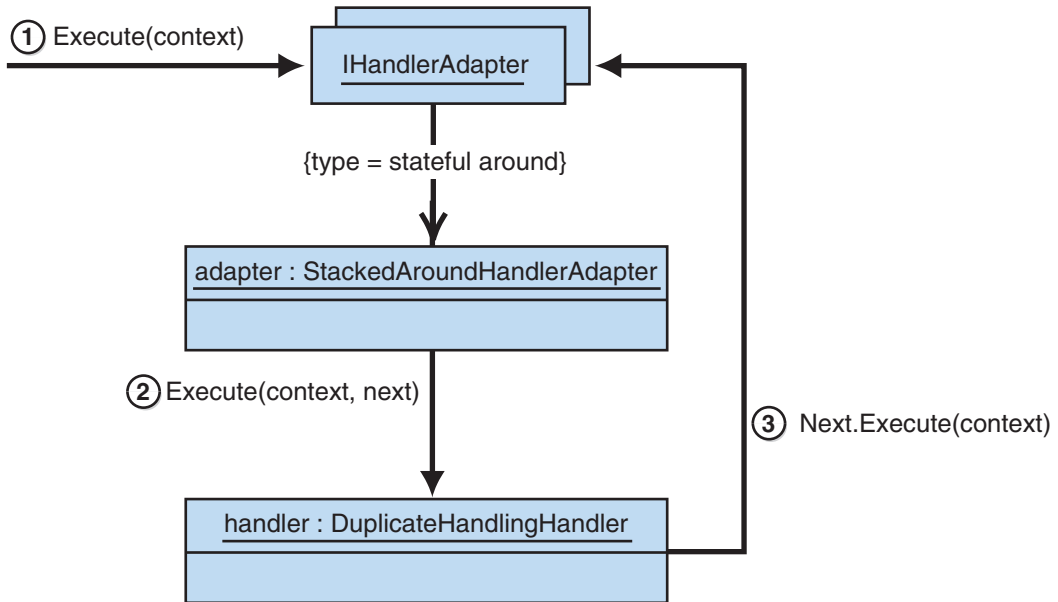 1 Execute(context)
IHandlerAdapter
{type = stateful around}
adapter : StackedAroundHandlerAdapter
2 Execute(context, next)
3 Next.Execute(context)
handler : DuplicateHandlingHandler